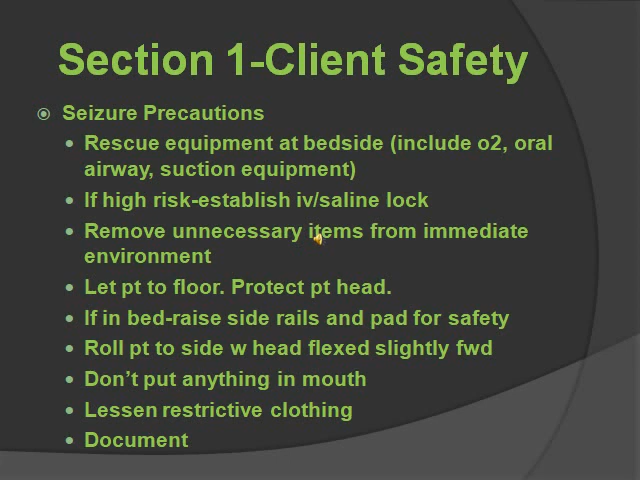 Section 1-Client Safety
Seizure Precautions
Rescue equipment at bedside (include o2, oral
airway, suction equipment)
If high risk-establish iv/saline lock
Remove unnecessary items from immediate
environment
Let pt to floor. Protect pt head.
If in bed-raise side rails and pad for safety
Roll pt to side w head flexed slightly fwd
Don’t put anything in mouth
Lessen restrictive clothing
Document